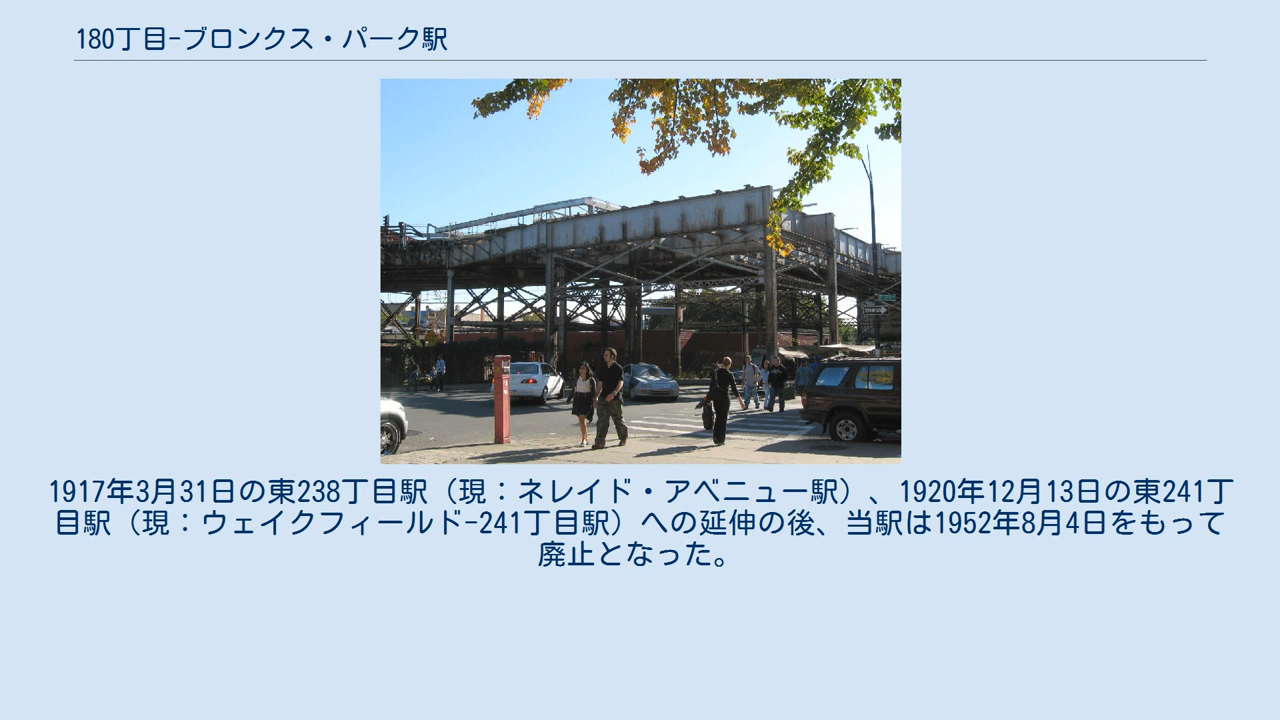 180丁目-ブロンクス・パーク駅
1917年3月31日の東238丁目駅（現：ネレイド・アベニュー駅）、1920年12月13日の東241丁
目駅（現：ウェイクフィールド-241丁目駅）への延伸の後、当駅は1952年8月4日をもって
廃止となった。